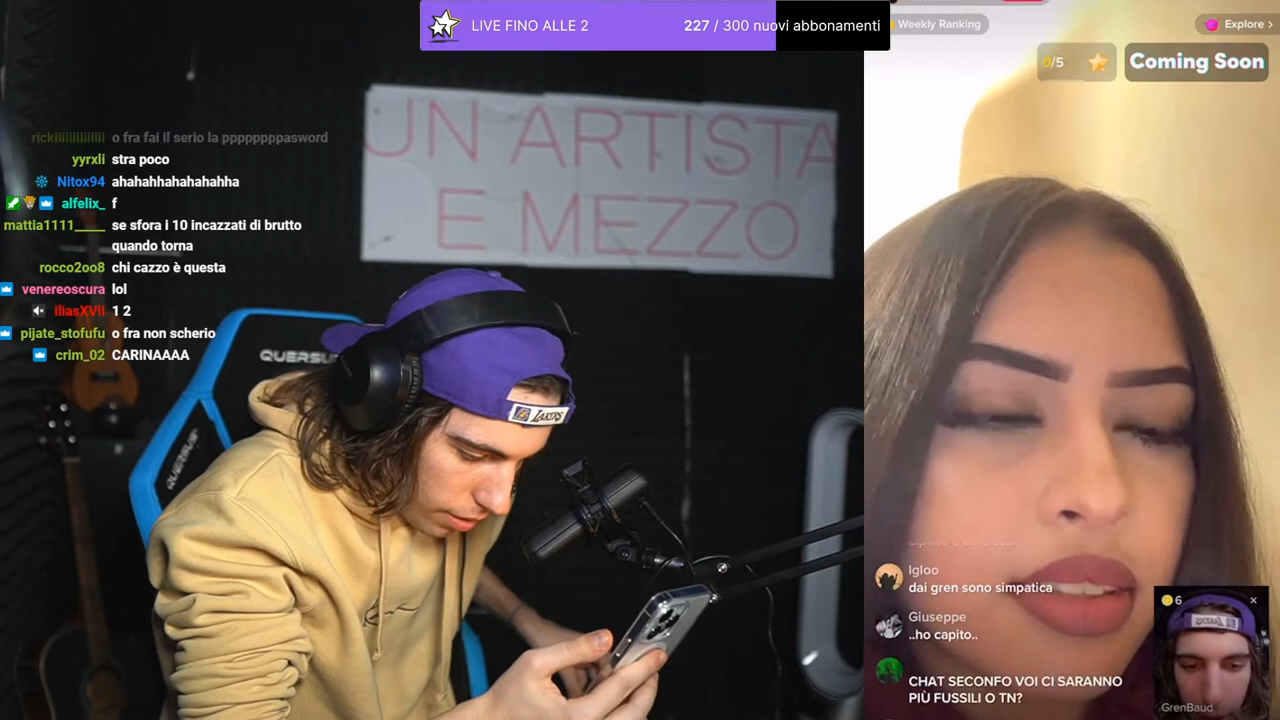 LIVE FINO ALLE 2
227 / 300 nuovi abbonamenti
Weekly Ranking
Explore >
0/5
Coming Soon
UN ARTISTA
E MEZZO
o fra fai il serio la ppppppppasword
yyrxli stra poco
Nitox94 ahahahhahahahahha
alfelix_ f
mattia1111____ se sfora i 10 incazzati di brutto
quando torna
rocco2oo8 chi cazzo è questa
venereoscura lol
iliasXVII 1 2
pijate_stofufu o fra non scherio
crim_02 CARINAAAA
QUERSUS
QUERSUS
LAKERS
Igloo
dai gren sono simpatica
Giuseppe
..ho capito..
CHAT SECONFO VOI CI SARANNO
PIÙ FUSSILI O TN?
6
GrenBaud